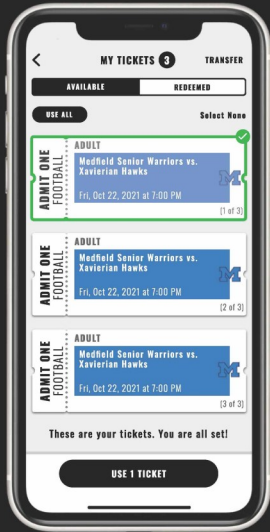 MY TICKETS 3
TRANSFER
AVAILABLE
REDEEMED
USE ALL
Select None
ADMIT ONE
FOOTBALL
ADULT
Medfield Senior Warriors vs.
Xavierian Hawks
Fri, Oct 22, 2021 at 7:00 PM
M
[1 of 3]
ADMIT ONE
FOOTBALL
ADULT
Medfield Senior Warriors vs.
Xavierian Hawks
Fri, Oct 22, 2021 at 7:00 PM
M
[2 of 3]
ADMIT ONE
FOOTBALL
ADULT
Medfield Senior Warriors vs.
Xavierian Hawks
Fri, Oct 22, 2021 at 7:00 PM
M
[3 of 3]
These are your tickets. You are all set!
USE 1 TICKET